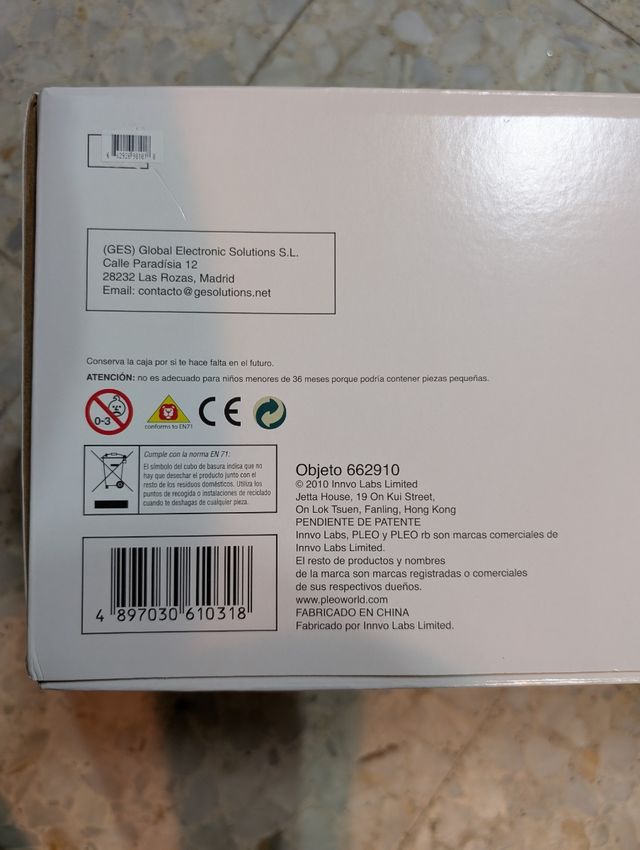 (GES) Global Electronic Solutions S.L.
Calle Paradísia 12
28232 Las Rozas, Madrid
Email: contacto@gesolutions.net
Conserva la caja por si te hace falta en el futuro.
ATENCIÓN: no es adecuado para niños menores de 36 meses porque podría contener piezas pequeñas.
0-3
conforms to EN71
CE
Cumple con la norma EN 71:
El símbolo del cubo de basura indica que no
hay que desechar el producto junto con el
resto de los residuos domésticos. Utiliza los
puntos de recogida o instalaciones de reciclado
cuando te deshagas de cualquier pieza.
4 897030 610318
Objeto 662910
© 2010 Innvo Labs Limited
Jetta House, 19 On Kui Street,
On Lok Tsuen, Fanling, Hong Kong
PENDIENTE DE PATENTE
Innvo Labs, PLEO y PLEO rb son marcas comerciales de
Innvo Labs Limited.
El resto de productos y nombres
de la marca son marcas registradas o comerciales
de sus respectivos dueños.
www.pleoworld.com
FABRICADO EN CHINA
Fabricado por Innvo Labs Limited.